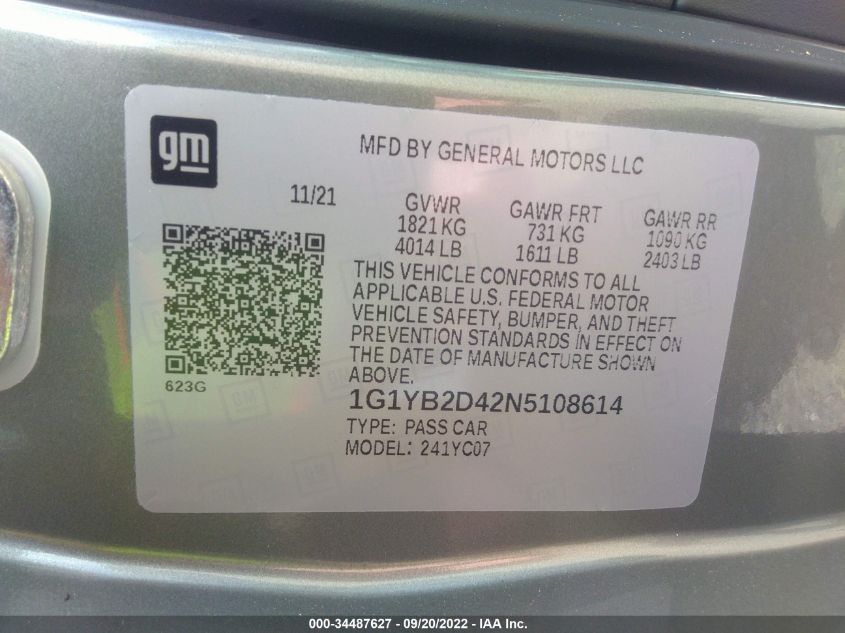 gm
MFD BY GENERAL MOTORS LLC
11/21
GVWR
1821 KG
4014 LB
GAWR FRT
731 KG
1611 LB
GAWR RR
1090 KG
2403 LB
THIS VEHICLE CONFORMS TO ALL
APPLICABLE U.S. FEDERAL MOTOR
VEHICLE SAFETY, BUMPER, AND THEFT
PREVENTION STANDARDS IN EFFECT ON
THE DATE OF MANUFACTURE SHOWN
ABOVE.
623G
1G1YB2D42N5108614
TYPE: PASS CAR
MODEL: 241YC07
000-34487627 - 09/20/2022 - IAA Inc.